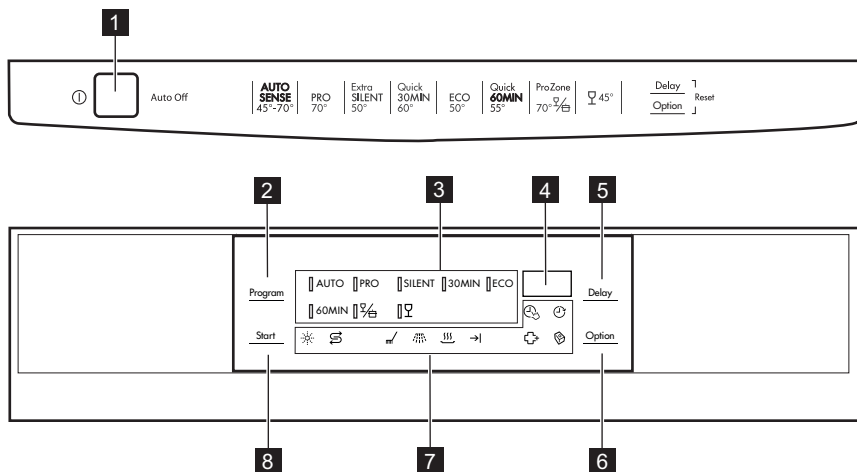 1
Auto Off
AUTO
SENSE
45°-70°
PRO
70°
Extra
SILENT
50°
Quick
30MIN
60°
ECO
50°
Quick
60MIN
55°
ProZone
70°
45°
Delay
Option
Reset
2
3
4
5
Program
AUTO PRO SILENT 30MIN ECO
Delay
60MIN
Start
Option
8
7
6